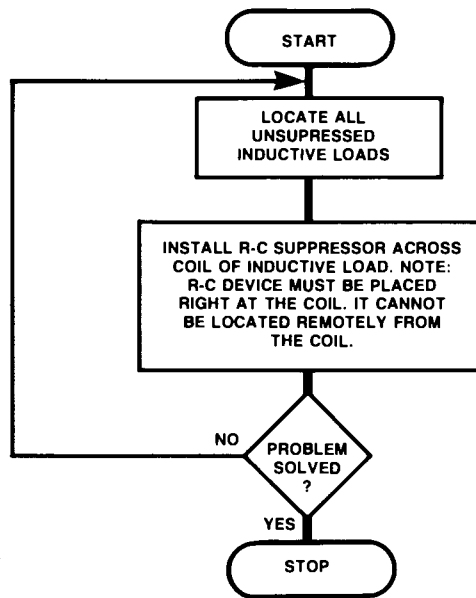 START
LOCATE ALL
UNSUPRESSED
INDUCTIVE LOADS
INSTALL R-C SUPPRESSOR ACROSS
COIL OF INDUCTIVE LOAD. NOTE:
R-C DEVICE MUST BE PLACED
RIGHT AT THE COIL. IT CANNOT
BE LOCATED REMOTELY FROM
THE COIL.
NO
PROBLEM
SOLVED
?
YES
STOP